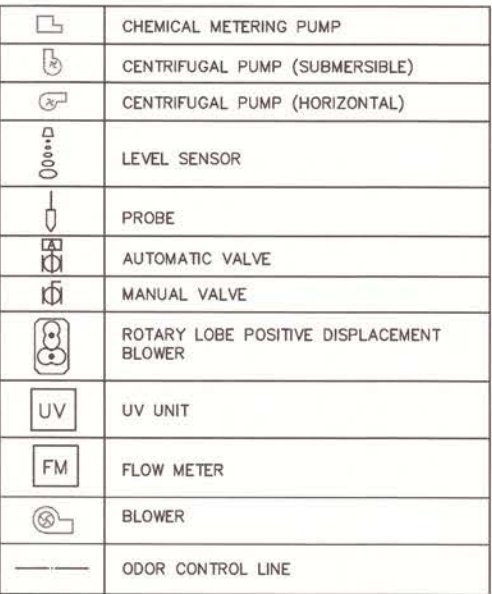 CHEMICAL METERING PUMP
CENTRIFUGAL PUMP (SUBMERSIBLE)
CENTRIFUGAL PUMP (HORIZONTAL)
LEVEL SENSOR
PROBE
A
AUTOMATIC VALVE
MANUAL VALVE
ROTARY LOBE POSITIVE DISPLACEMENT
BLOWER
UV UV UNIT
FM FLOW METER
BLOWER
ODOR CONTROL LINE